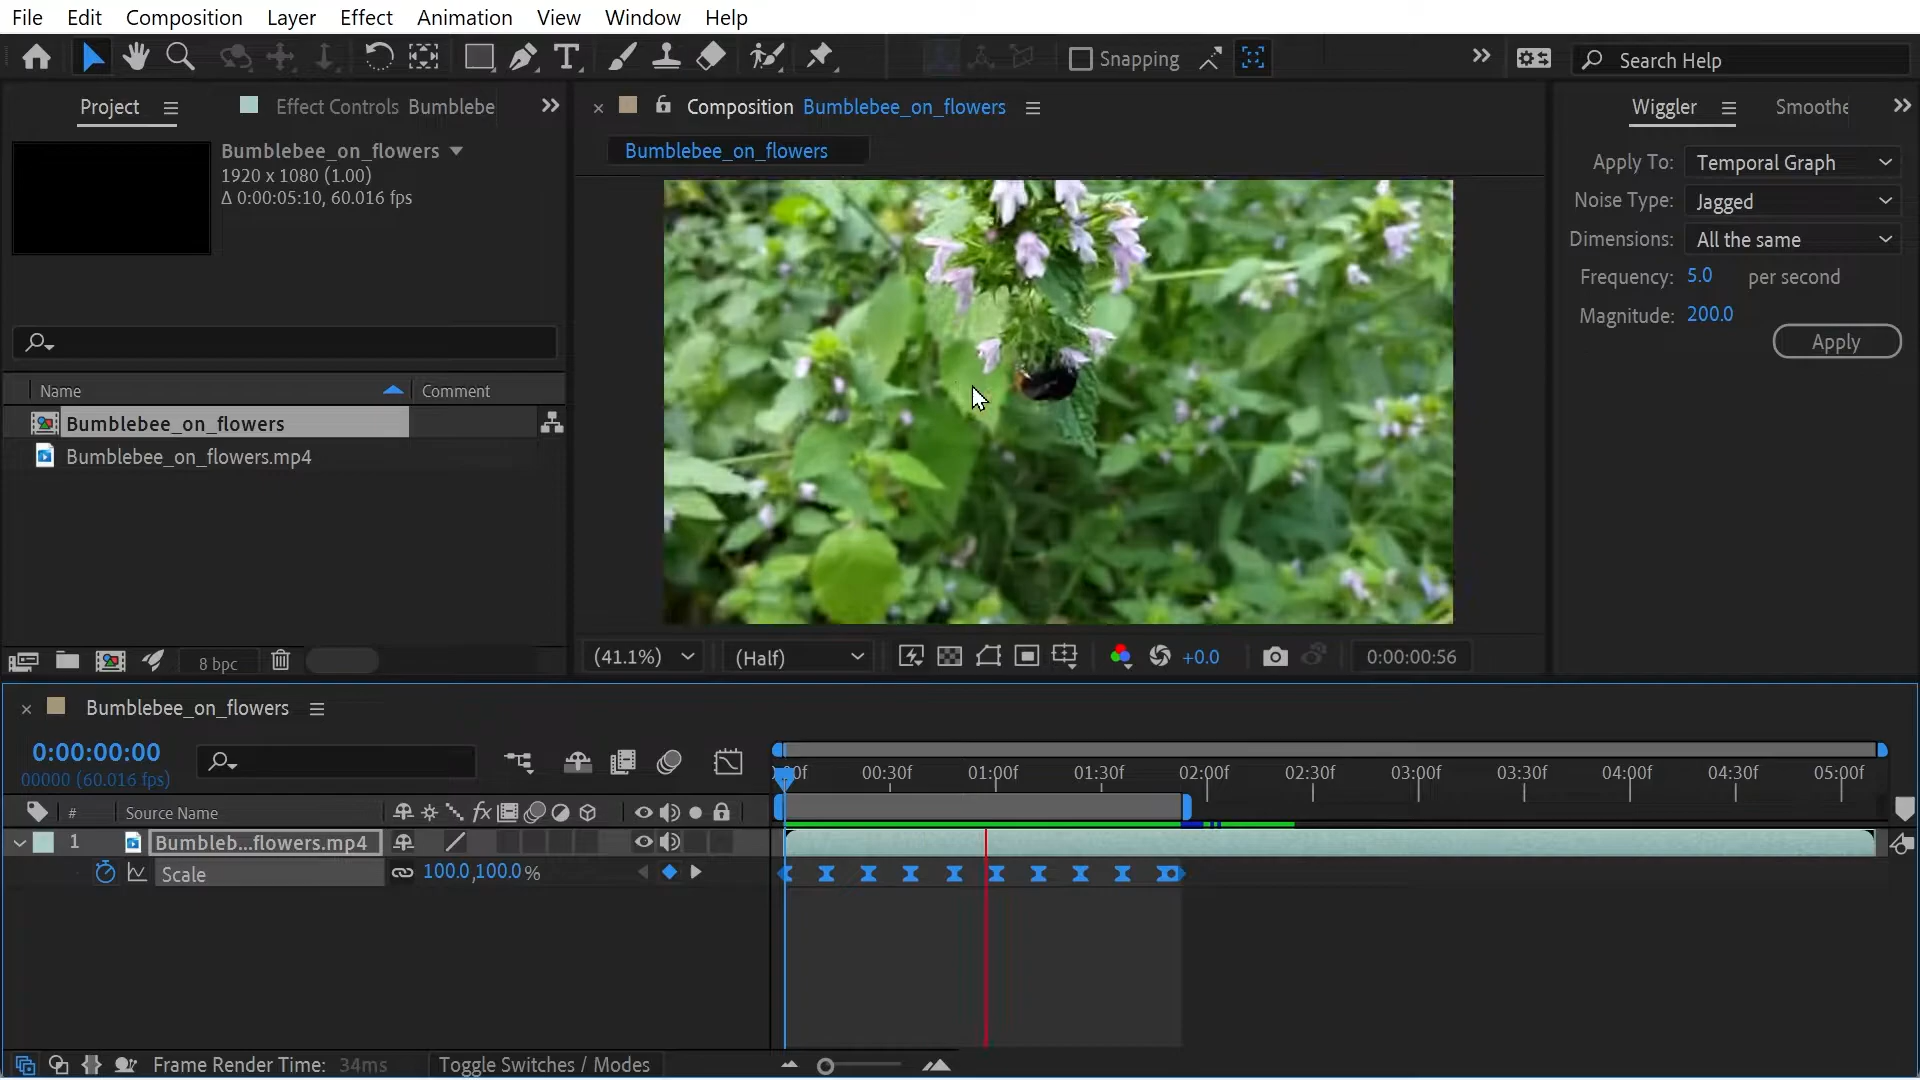 File Edit Composition Layer Effect Animation View Window Help
Snapping
Search Help
Project
Effect Controls Bumblebe
Composition Bumblebee_on_flowers
Wiggler
Smoothe
Bumblebee_on_flowers
1920 x 1080 (1.00)
Δ 0:00:05:10, 60.016 fps
Bumblebee_on_flowers
Apply To: Temporal Graph
Noise Type: Jagged
Dimensions: All the same
Frequency: 5.0 per second
Magnitude: 200.0
Apply
Name Comment
Bumblebee_on_flowers
Bumblebee_on_flowers.mp4
8 bpc
(41.1%)
(Half)
+0.0
0:00:00:56
Bumblebee_on_flowers
0:00:00:00
00000 (60.016 fps)
00:30f 01:00f 01:30f 02:00f 02:30f 03:00f 03:30f 04:00f 04:30f 05:00f
# Source Name
fx
1 Bumbleb...flowers.mp4
Scale 100.0,100.0 %
Frame Render Time: 34ms
Toggle Switches / Modes